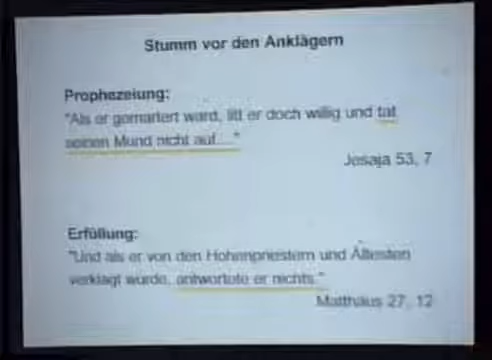 Stumm vor den Anklägern
Prophezeiung:
"Als er gemartert ward, litt er doch willig und tat
seinen Mund nicht auf..."
Jesaja 53, 7
Erfüllung:
"Und als er von den Hohenpriestern und Ältesten
verklagt wurde, antwortete er nichts."
Matthäus 27, 12